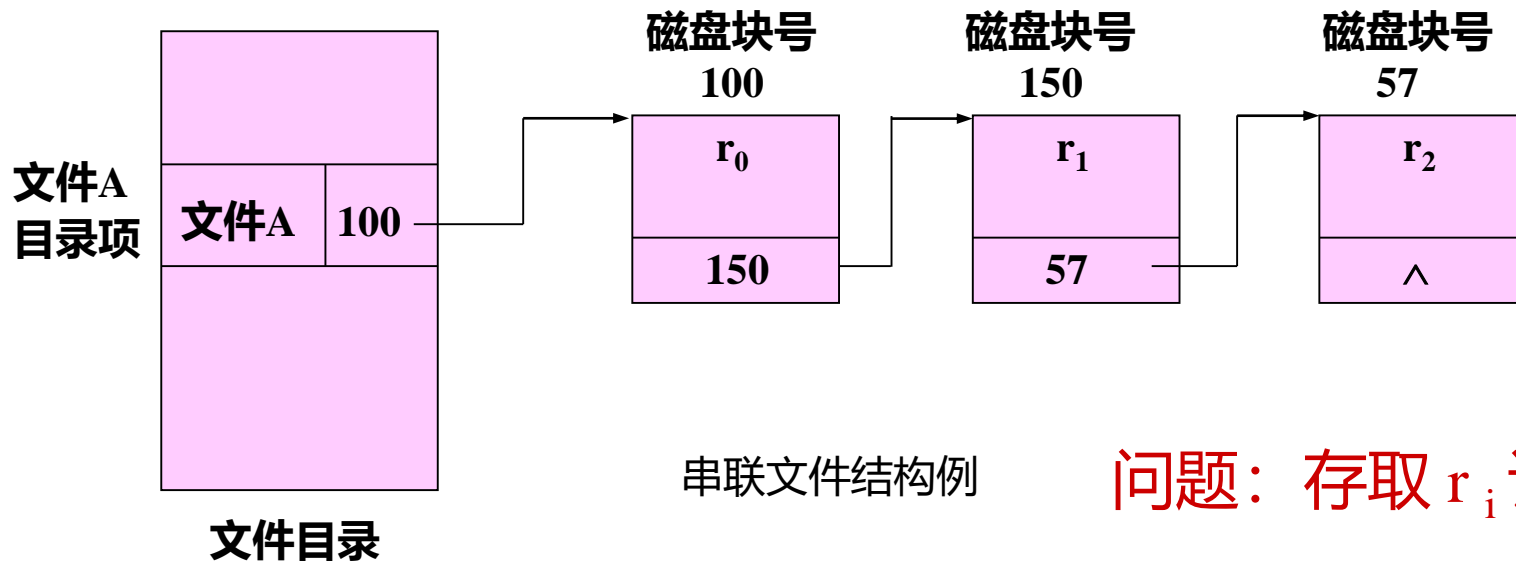 磁盘块号 磁盘块号 磁盘块号
100 150 57
r0 r1 r2
文件A
目录项
文件A 100
150 57 ∧
串联文件结构例
问题：存取 r i
文件目录